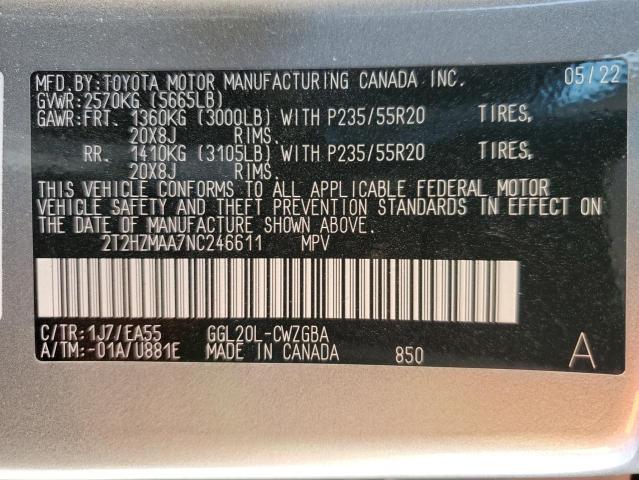 MFD.BY:TOYOTA MOTOR MANUFACTURING CANADA INC. 05/22
GVWR:2570KG (5665LB)
GAWR:FRT. 1360KG (3000LB) WITH P235/55R20 TIRES,
20X8J RIMS.
RR. 1410KG (3105LB) WITH P235/55R20 TIRES,
20X8J RIMS.
THIS VEHICLE CONFORMS TO ALL APPLICABLE FEDERAL MOTOR
VEHICLE SAFETY AND THEFT PREVENTION STANDARDS IN EFFECT ON
THE DATE OF MANUFACTURE SHOWN ABOVE.
2T2HZMAA7NC246611 MPV
C/TR:1J7/EA55 GGL20L-CWZGBA
A/TM:-01A/U881E MADE IN CANADA 850 A